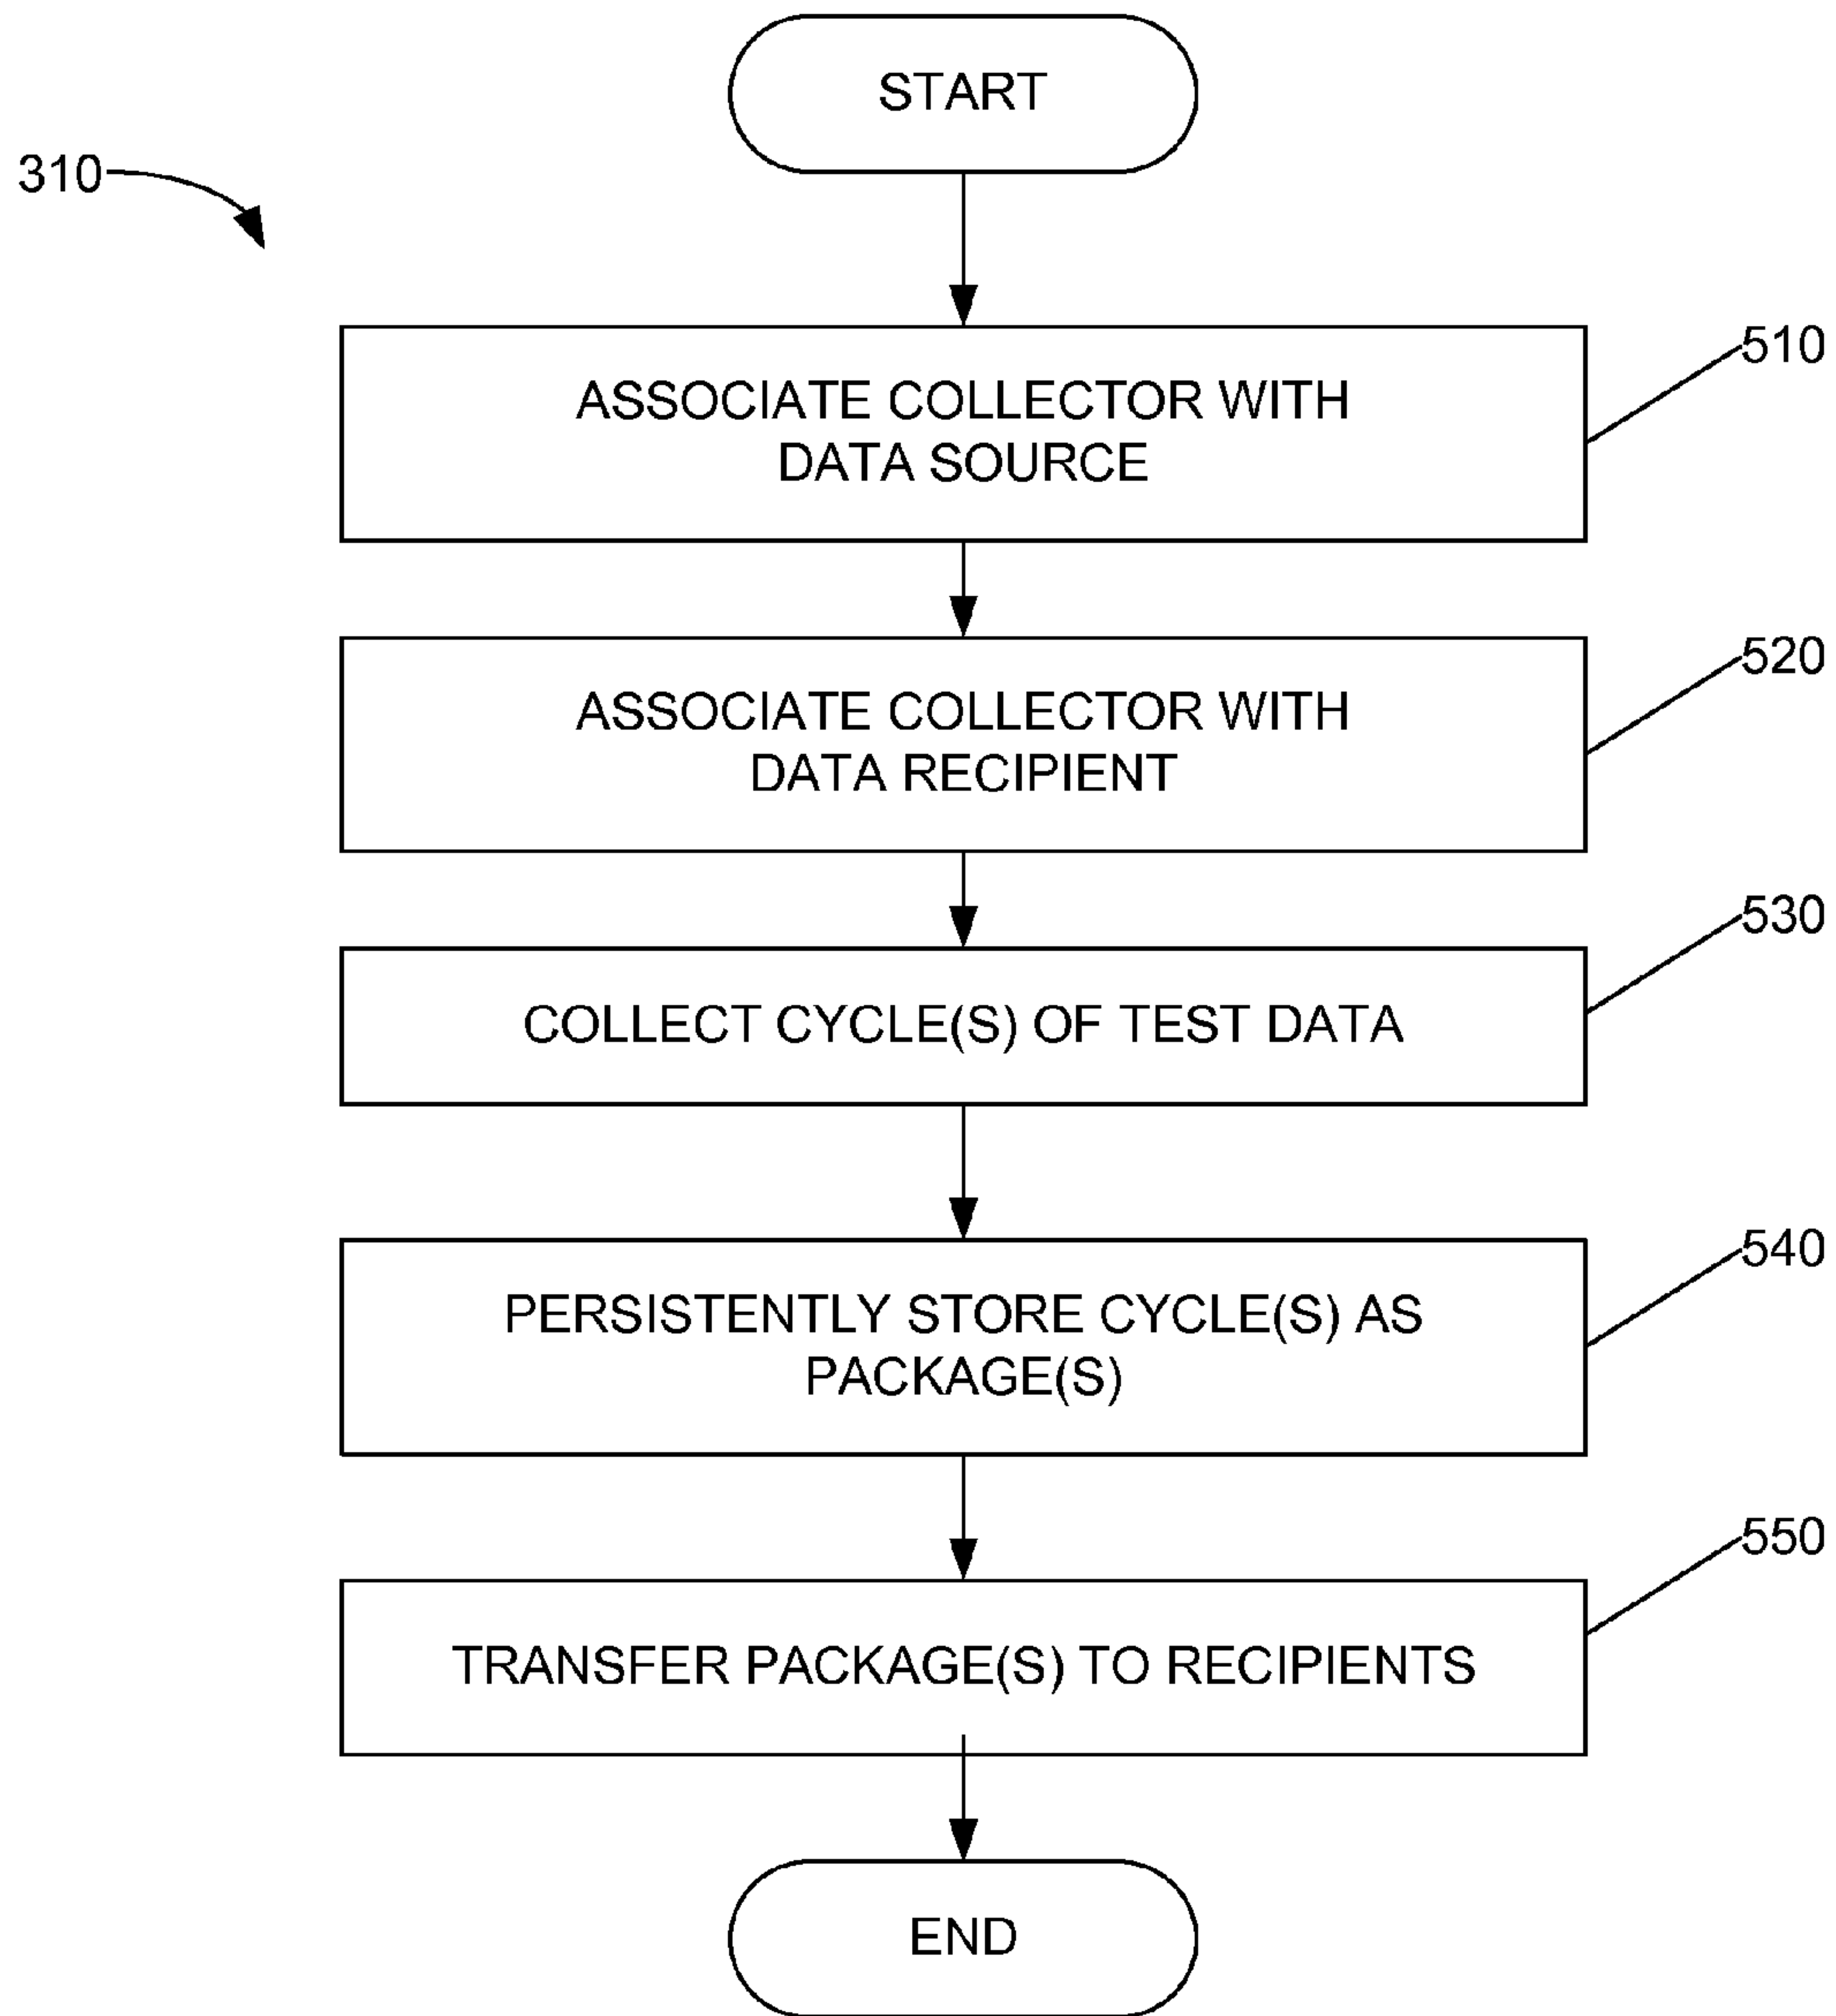 START
310
ASSOCIATE COLLECTOR WITH
DATA SOURCE
510
ASSOCIATE COLLECTOR WITH
DATA RECIPIENT
520
COLLECT CYCLE(S) OF TEST DATA
530
PERSISTENTLY STORE CYCLE(S) AS
PACKAGE(S)
540
TRANSFER PACKAGE(S) TO RECIPIENTS
550
END